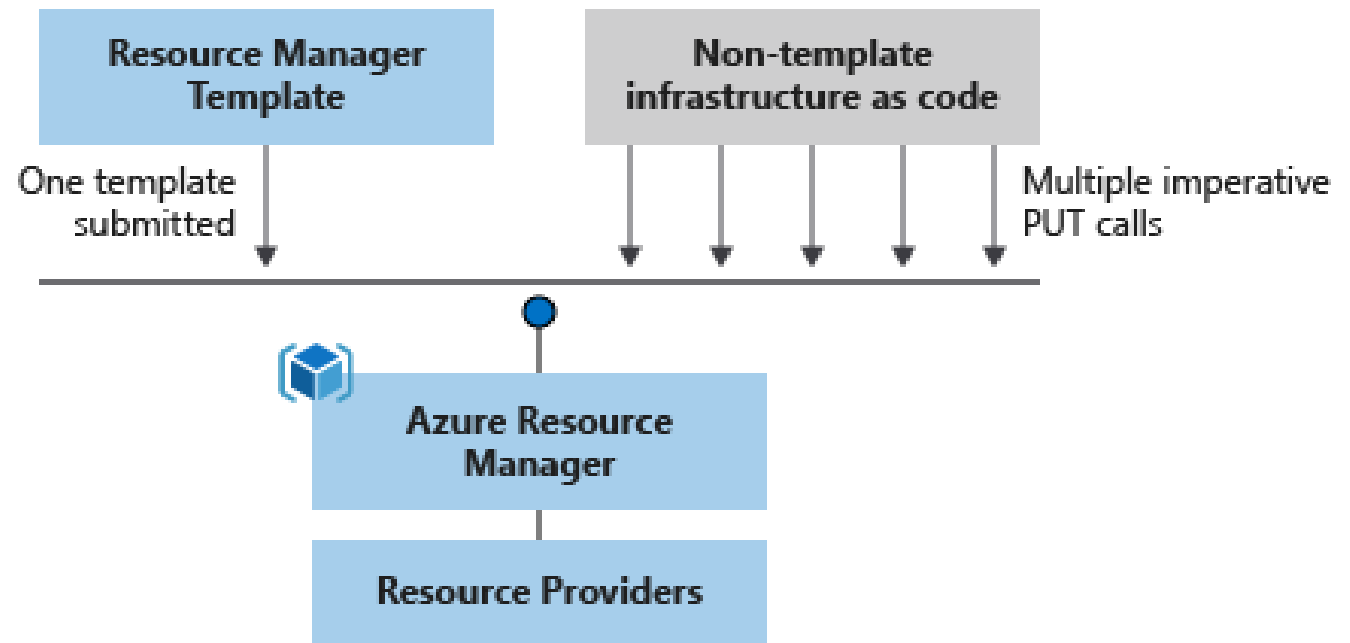 Resource Manager
Template
Non-template
infrastructure as code
One template
submitted
Multiple imperative
PUT calls
Azure Resource
Manager
Resource Providers